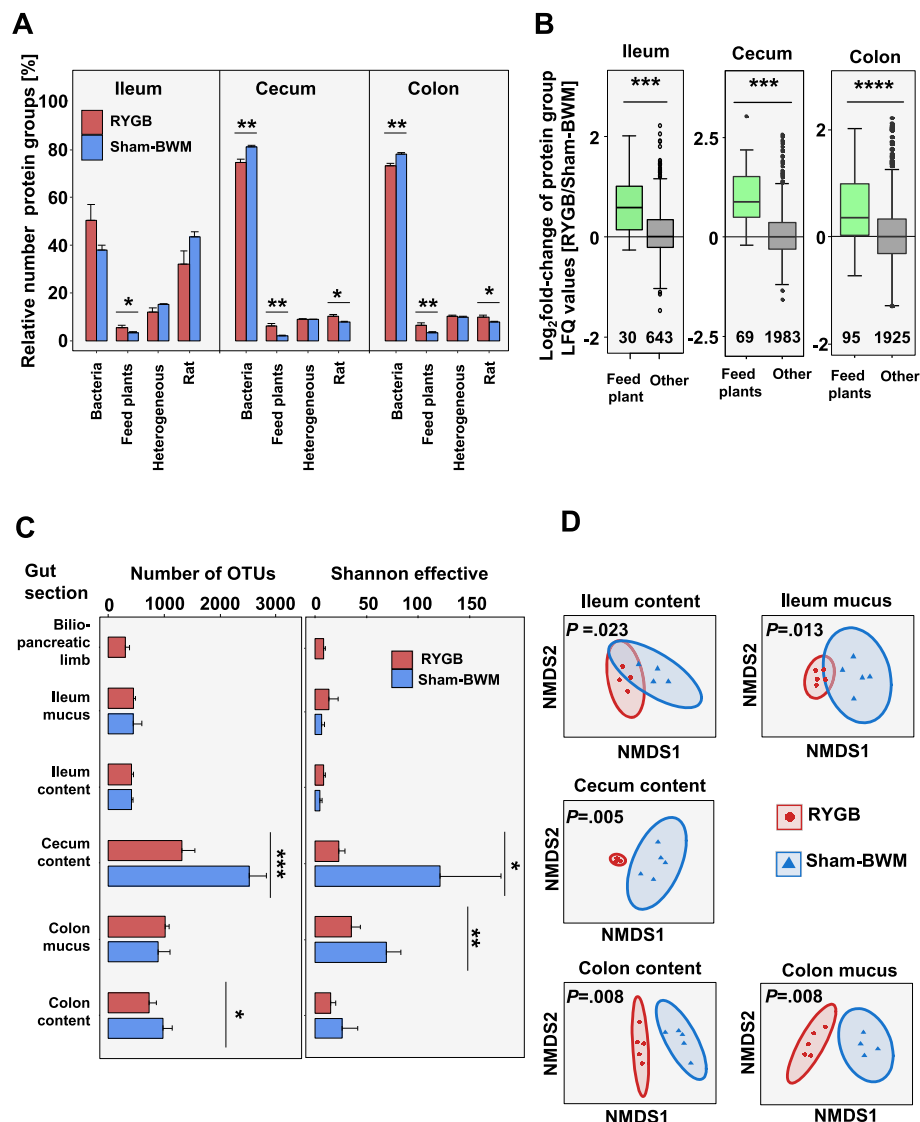 A
Relative number protein groups [%]
Ileum
Cecum
Colon
100
80
60
40
20
0
RYGB
Sham-BWM
*
**
**
*
**
**
*
Bacteria
Feed plants
Heterogeneous
Rat
Bacteria
Feed plants
Heterogeneous
Rat
Bacteria
Feed plants
Heterogeneous
Rat
B
Log2fold-change of protein group
LFQ values [RYGB/Sham-BWM]
Ileum
***
2
0
-2
30 643
Feed plant
Other
Cecum
***
2.5
0
-2.5
69 1983
Feed plants
Other
Colon
****
2
0
-2
95 1925
Feed plants
Other
C
Gut section
Number of OTUs
0 1000 2000 3000
Shannon effective
0 50 100 150
RYGB
Sham-BWM
Bilio-
pancreatic
limb
Ileum
mucus
Ileum
content
Cecum
content
***
*
Colon
mucus
**
Colon
content
*
D
Ileum content
P =.023
NMDS2
NMDS1
Ileum mucus
P=.013
NMDS2
NMDS1
Cecum content
P=.005
NMDS2
NMDS1
RYGB
Sham-BWM
Colon content
P=.008
NMDS2
NMDS1
Colon mucus
P=.008
NMDS2
NMDS1